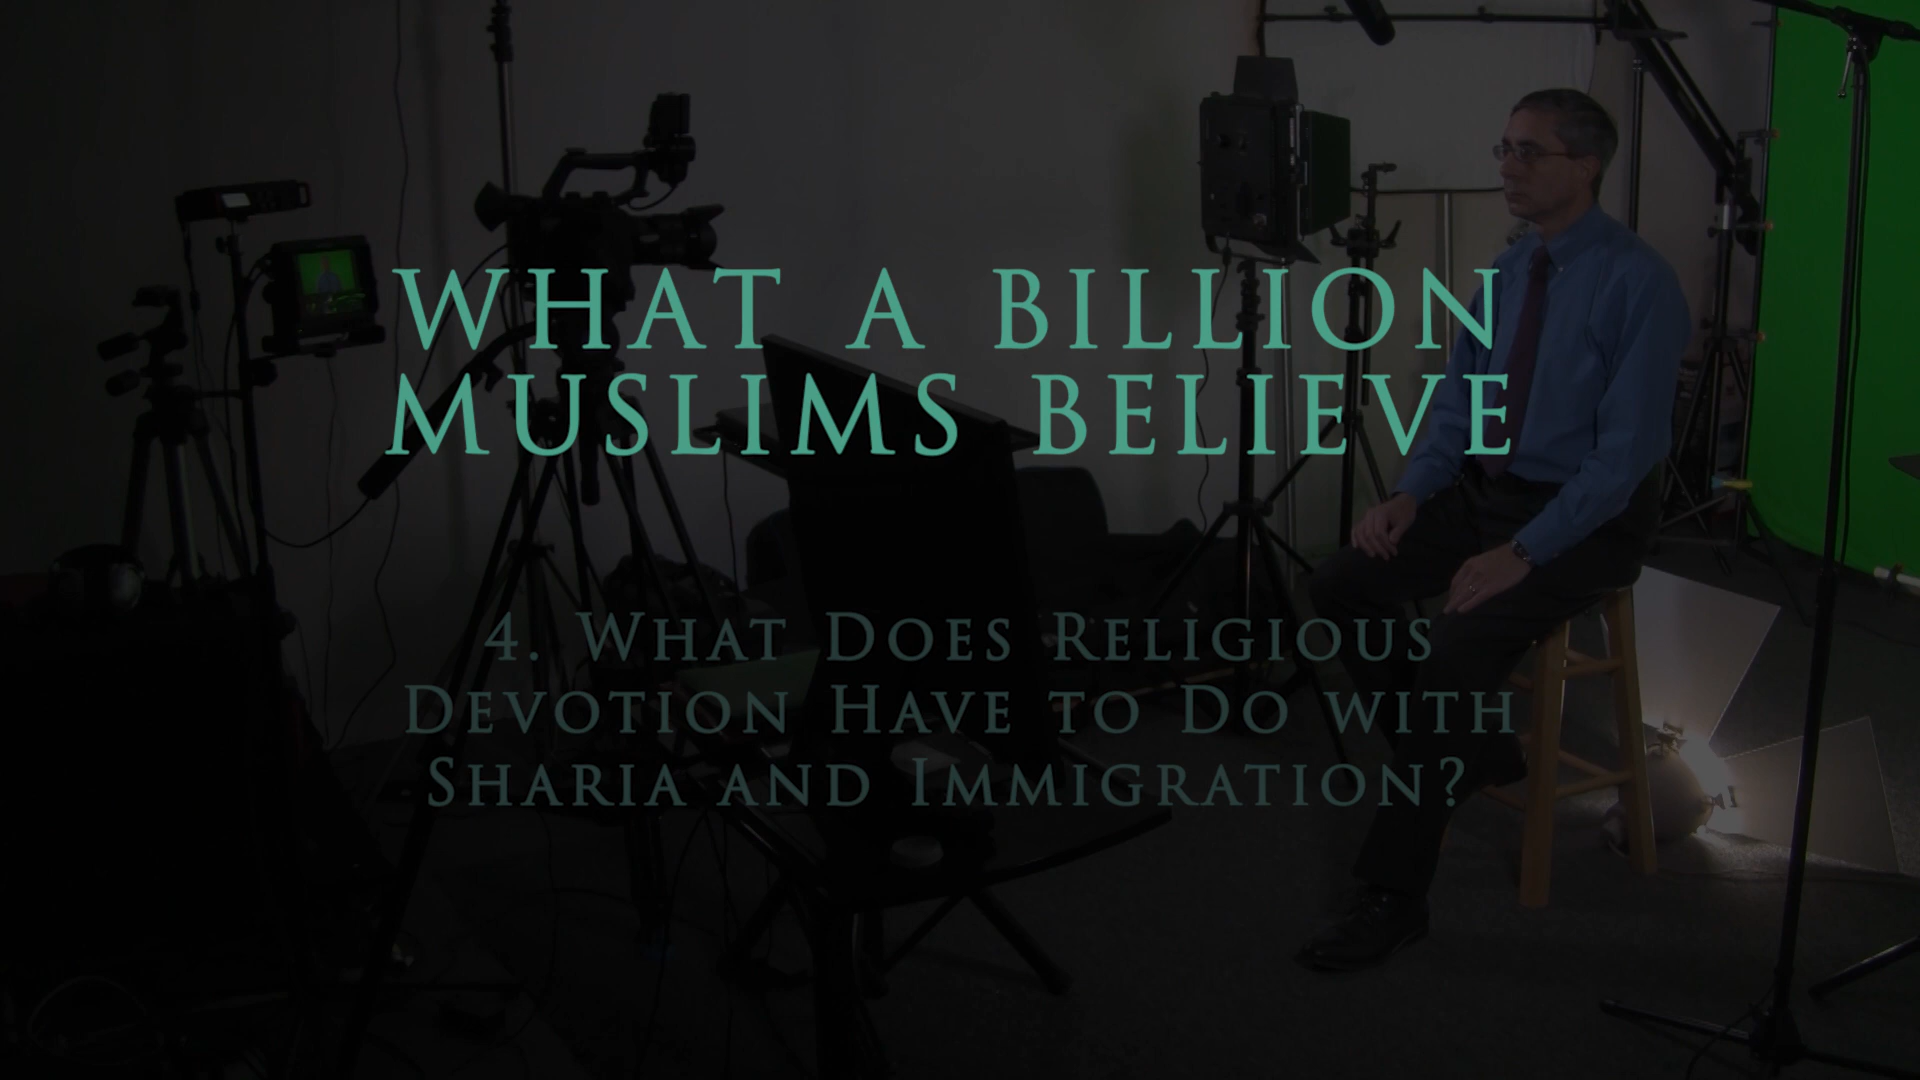 WHAT A BILLION
MUSLIMS BELIEVE
4. WHAT DOES RELIGIOUS
DEVOTION HAVE TO DO WITH
SHARIA AND IMMIGRATION?